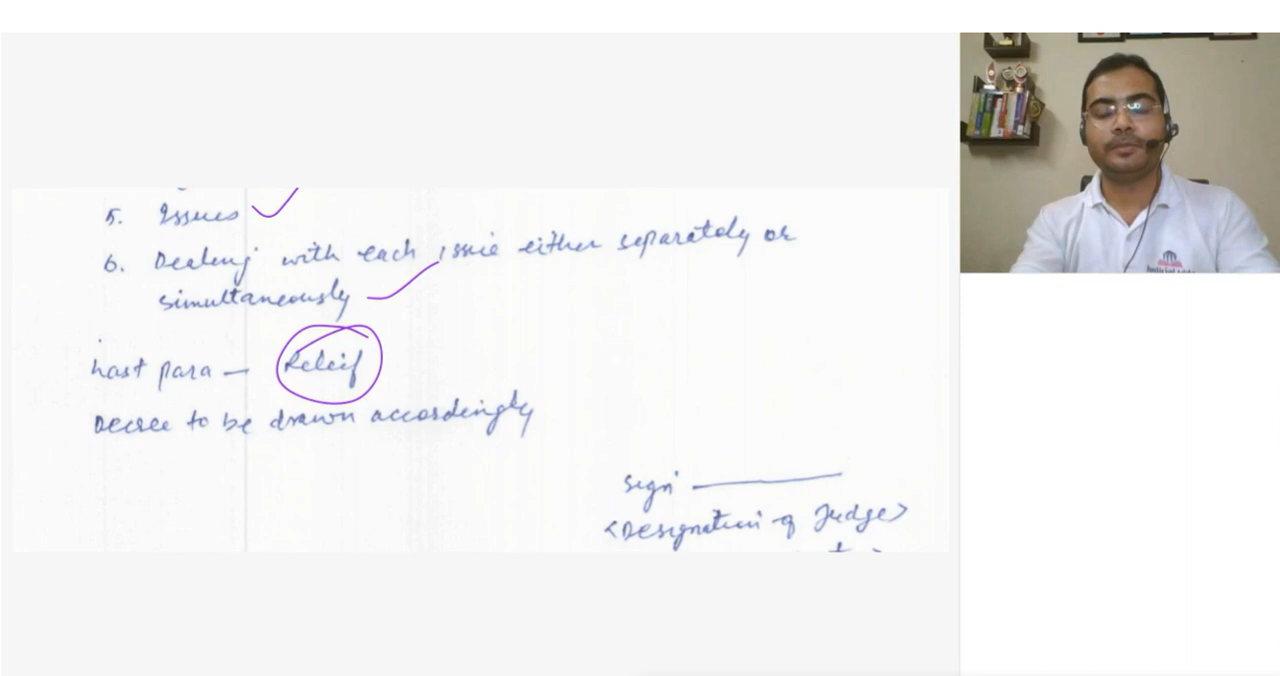 5. Issues
6. Dealing with each issue either separately or
simultaneously
Last para — Releif
Decree to be drawn accordingly
Sign
<Designation of Judge>